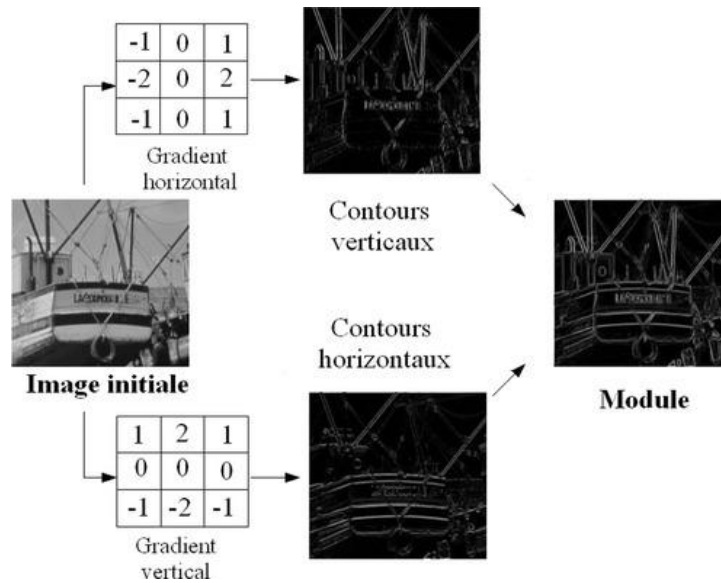 -1 0 1
-2 0 2
-1 0 1
Gradient
horizontal
Contours
verticaux
Image initiale
Contours
horizontaux
Module
1 2 1
0 0 0
-1 -2 -1
Gradient
vertical